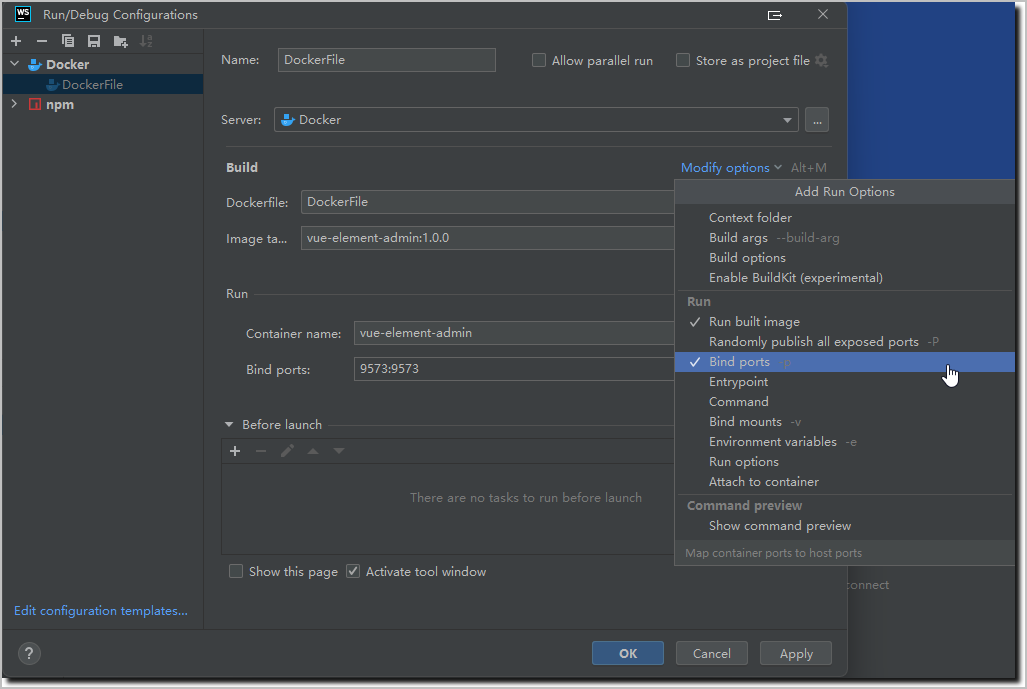 WS
Run/Debug Configurations
Docker
DockerFile
npm
Name:
DockerFile
Allow parallel run
Store as project file
Server:
Docker
...
Build
Modify options
Alt+M
Dockerfile:
DockerFile
Image ta...
vue-element-admin:1.0.0
Run
Container name:
vue-element-admin
Bind ports:
9573:9573
Before launch
There are no tasks to run before launch
Show this page
Activate tool window
Add Run Options
Context folder
Build args --build-arg
Build options
Enable BuildKit (experimental)
Run
Run built image
Randomly publish all exposed ports -P
Bind ports -p
Entrypoint
Command
Bind mounts -v
Environment variables -e
Run options
Attach to container
Command preview
Show command preview
Map container ports to host ports
connect
Edit configuration templates...
?
OK
Cancel
Apply